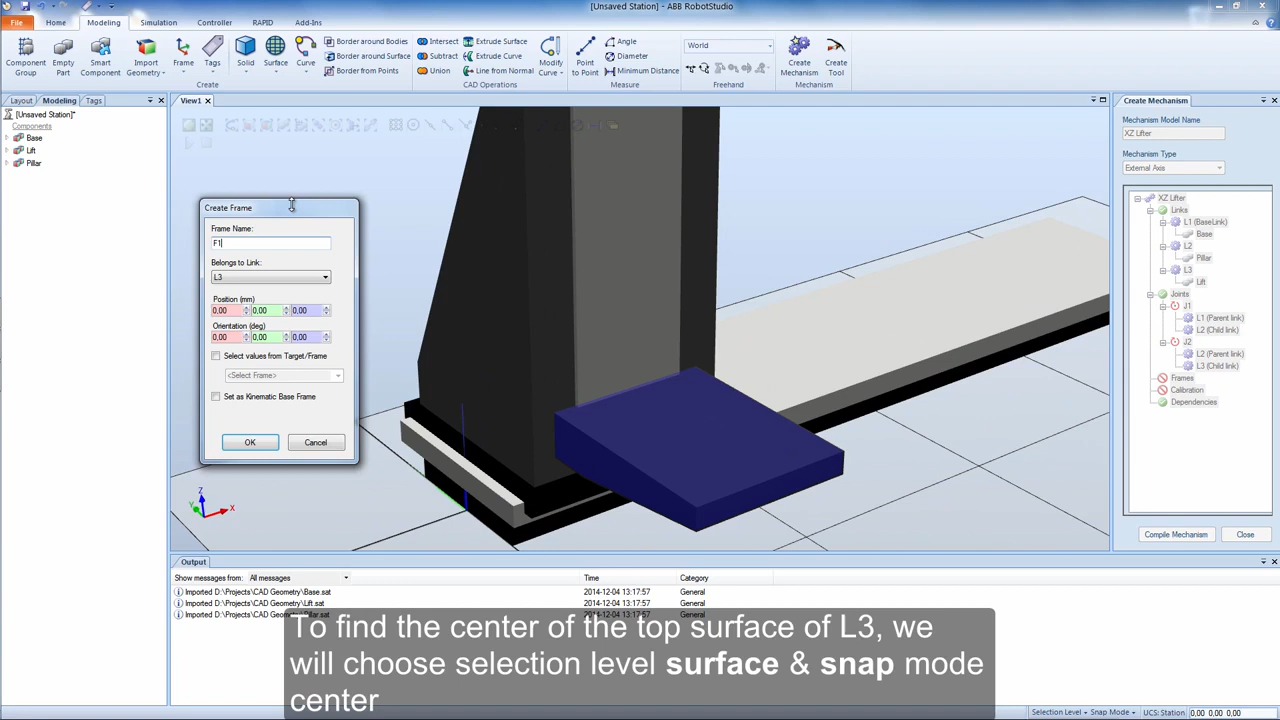 [Unsaved Station] - ABB RobotStudio
File Home Modeling Simulation Controller RAPID Add-Ins
Component Group
Empty Part
Smart Component
Import Geometry
Frame
Tags
Create
Solid
Surface
Curve
Border around Bodies
Border around Surface
Border from Points
Intersect
Subtract
Union
Extrude Surface
Extrude Curve
Line from Normal
Modify Curve
CAD Operations
Point to Point
Angle
Diameter
Minimum Distance
Measure
World
Freehand
Create Mechanism
Create Tool
Mechanism
Layout Modeling Tags
[Unsaved Station]*
Components
Base
Lift
Pillar
View1
Create Frame
Frame Name:
F1
Belongs to Link:
L3
Position (mm)
0,00 0,00 0,00
Orientation (deg)
0,00 0,00 0,00
Select values from Target/Frame
<Select Frame>
Set as Kinematic Base Frame
OK Cancel
Z
Y
X
Create Mechanism
Mechanism Model Name
XZ Lifter
Mechanism Type
External Axis
XZ Lifter
Links
L1 (BaseLink)
Base
L2
Pillar
L3
Lift
Joints
J1
L1 (Parent link)
L2 (Child link)
J2
L2 (Parent link)
L3 (Child link)
Frames
Calibration
Dependencies
Compile Mechanism Close
Output
Show messages from: All messages Time Category
Imported D:\Projects\CAD Geometry\Base.sat 2014-12-04 13:17:57 General
Imported D:\Projects\CAD Geometry\Lift.sat 2014-12-04 13:17:57 General
Imported D:\Projects\CAD Geometry\Pillar.sat 2014-12-04 13:17:57 General
To find the center of the top surface of L3, we
will choose selection level surface & snap mode
center
Selection Level Snap Mode UCS: Station 0,00 0,00 0,00